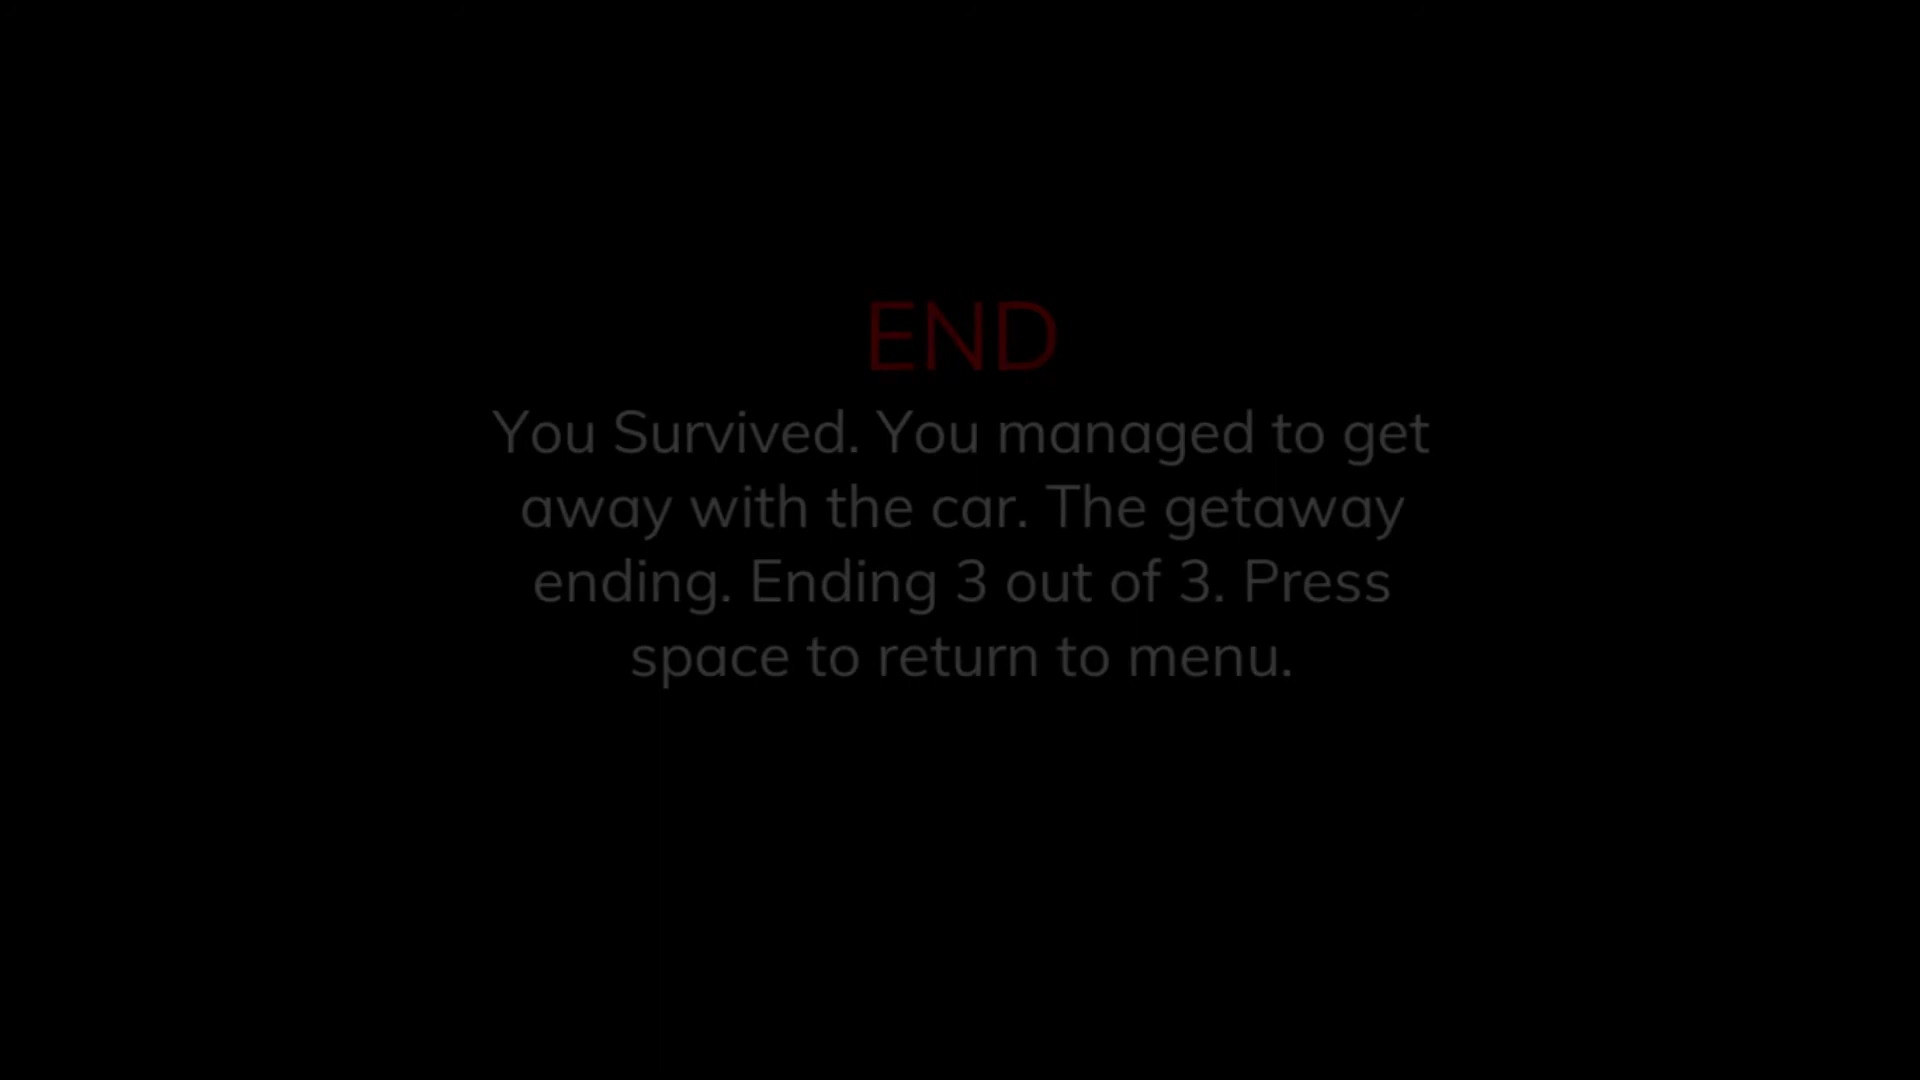 END
You Survived. You managed to get
away with the car. The getaway
ending. Ending 3 out of 3. Press
space to return to menu.